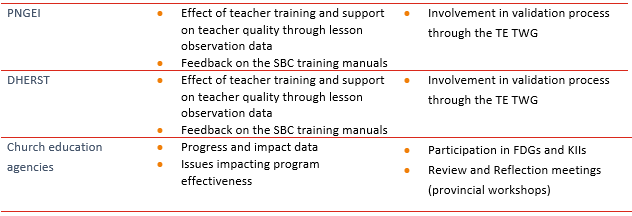 PNGEI
Effect of teacher training and support
on teacher quality through lesson
observation data
Feedback on the SBC training manuals
Involvement in validation process
through the TE TWG
DHERST
Effect of teacher training and support
on teacher quality through lesson
observation data
Feedback on the SBC training manuals
Involvement in validation process
through the TE TWG
Church education
agencies
Progress and impact data
Issues impacting program
effectiveness
Participation in FDGs and KIIs
Review and Reflection meetings
(provincial workshops)